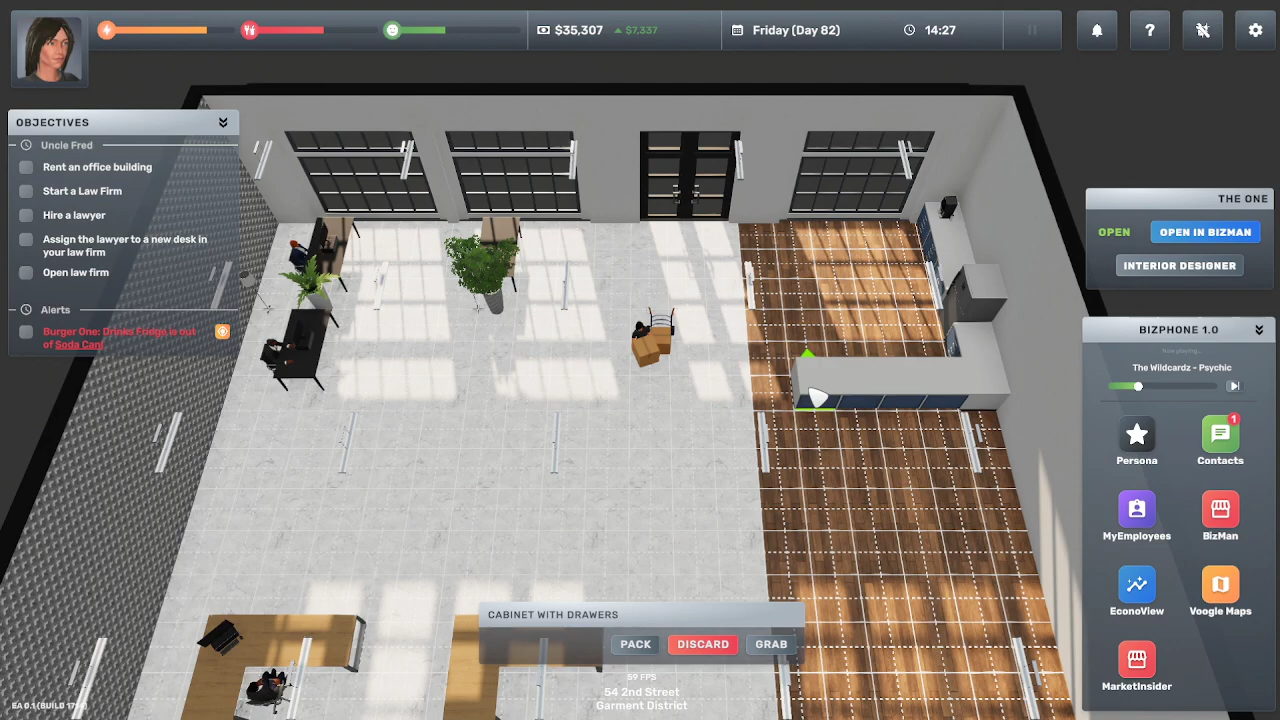 $35,307
$7,337
Friday (Day 82)
14:27
?
OBJECTIVES
Uncle Fred
Rent an office building
Start a Law Firm
Hire a lawyer
Assign the lawyer to a new desk in
your law firm
Open law firm
Alerts
Burger One: Drinks Fridge is out
of Soda Can!.
THE ONE
OPEN
OPEN IN BIZMAN
INTERIOR DESIGNER
BIZPHONE 1.0
Now playing...
The Wildcardz - Psychic
1
Persona
Contacts
MyEmployees
BizMan
EconoView
Voogle Maps
MarketInsider
CABINET WITH DRAWERS
PACK
DISCARD
GRAB
59 FPS
54 2nd Street
Garment District